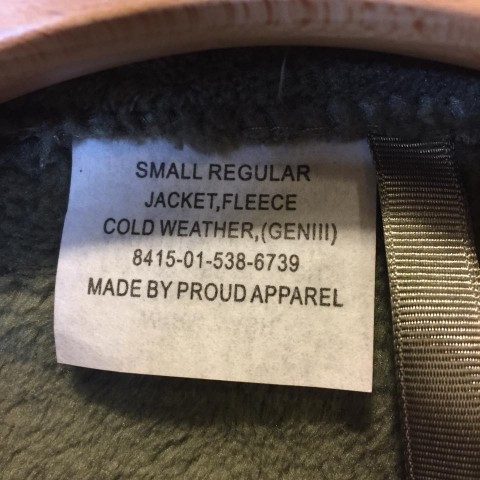 SMALL REGULAR
JACKET,FLEECE
COLD WEATHER,(GENIII)
8415-01-538-6739
MADE BY PROUD APPAREL